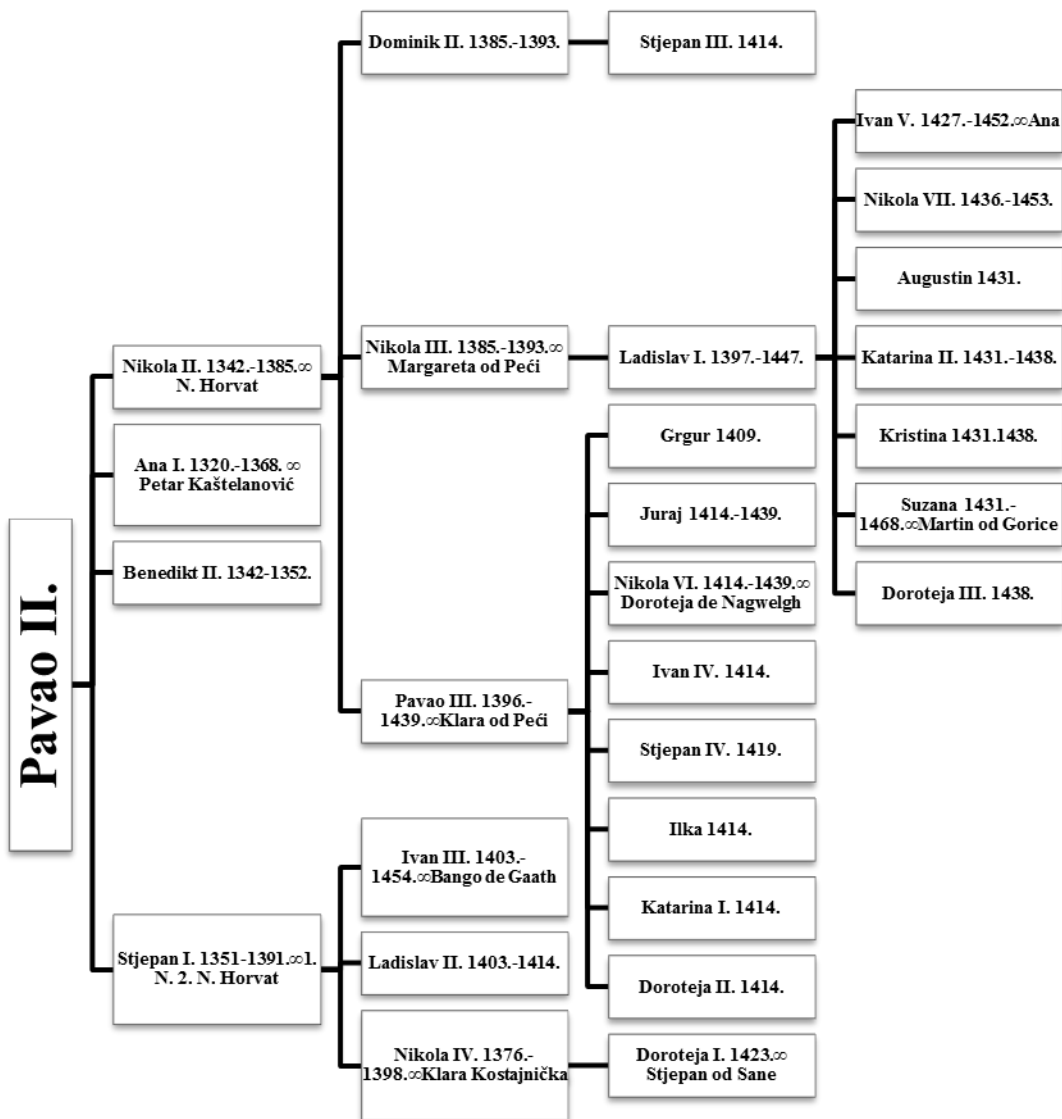 Pavao II.
Nikola II. 1342.-1385.∞
N. Horvat
Ana I. 1320.-1368. ∞
Petar Kaštelanović
Benedikt II. 1342-1352.
Stjepan I. 1351-1391.∞1.
N. 2. N. Horvat
Dominik II. 1385.-1393.
Nikola III. 1385.-1393.∞
Margareta od Peći
Pavao III. 1396.-
1439.∞Klara od Peći
Ivan III. 1403.-
1454.∞Bango de Gaath
Ladislav II. 1403.-1414.
Nikola IV. 1376.-
1398.∞Klara Kostajnička
Stjepan III. 1414.
Ladislav I. 1397.-1447.
Grgur 1409.
Juraj 1414.-1439.
Nikola VI. 1414.-1439.∞
Doroteja de Nagwelgh
Ivan IV. 1414.
Stjepan IV. 1419.
Ilka 1414.
Katarina I. 1414.
Doroteja II. 1414.
Doroteja I. 1423.∞
Stjepan od Sane
Ivan V. 1427.-1452.∞Ana
Nikola VII. 1436.-1453.
Augustin 1431.
Katarina II. 1431.-1438.
Kristina 1431.1438.
Suzana 1431.-
1468.∞Martin od Gorice
Doroteja III. 1438.